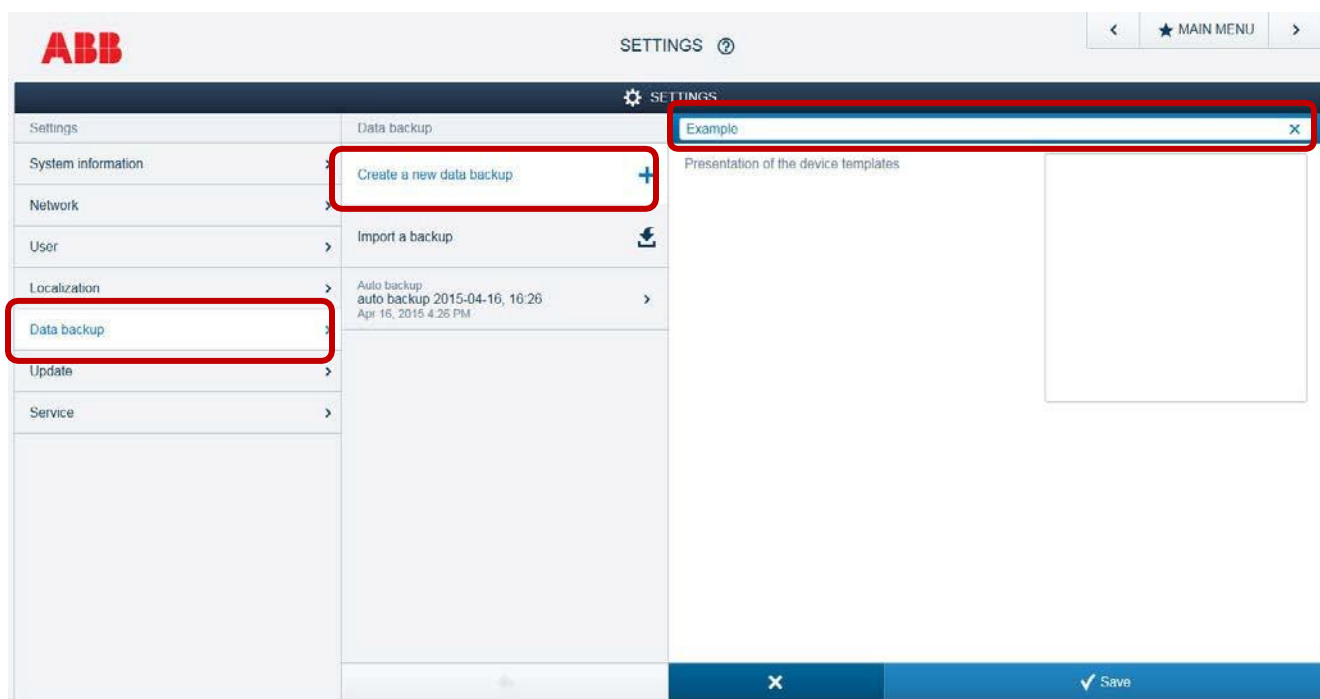 ABB
SETTINGS ?
MAIN MENU
SETTINGS
Settings
System information
Network
User
Localization
Data backup
Update
Service
Data backup
Create a new data backup
Import a backup
Auto backup
auto backup 2015-04-16, 16:26
Apr 16, 2015 4:26 PM
Example
Presentation of the device templates
Save